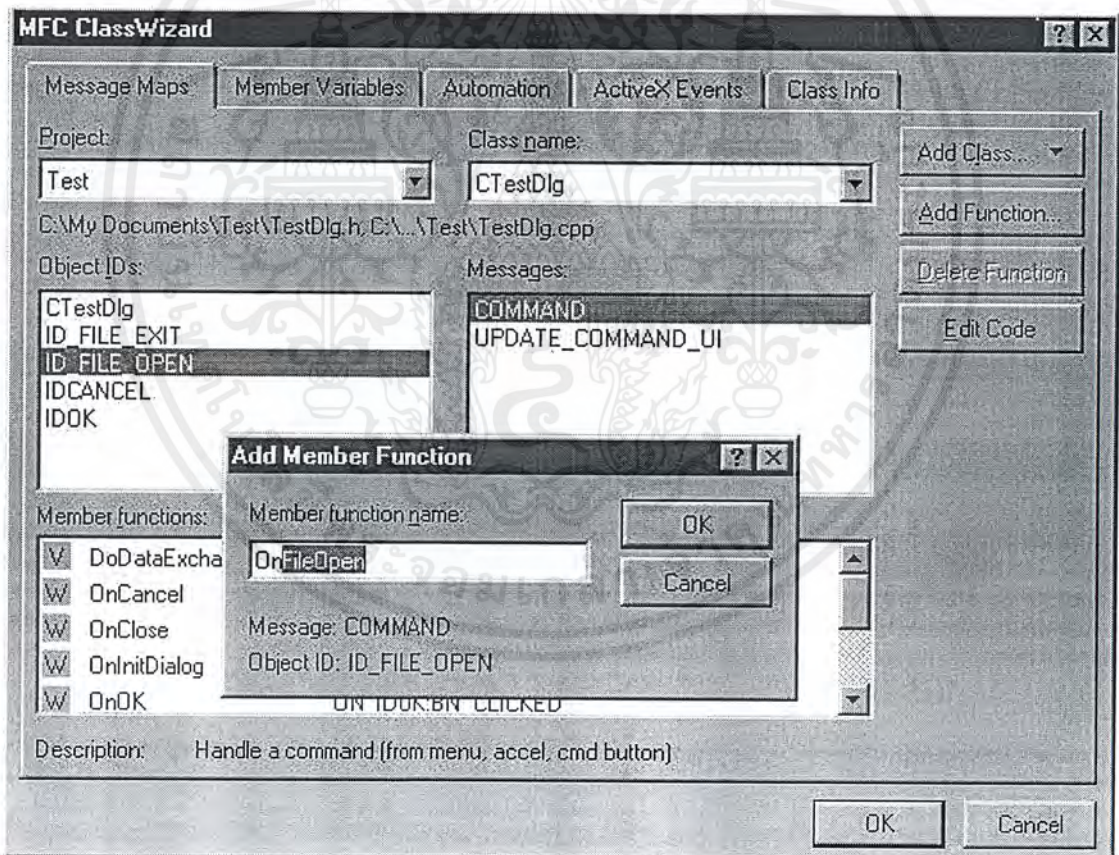 MFC ClassWizard
Message Maps
Member Variables
Automation
ActiveX Events
Class Info
Project:
Class name:
Add Class...
Test
CTestDlg
Add Function...
C:\My Documents\Test\TestDlg.h, C:\...\Test\TestDlg.cpp
Object IDs:
Messages:
Delete Function
CTestDlg
ID_FILE_EXIT
ID_FILE_OPEN
IDCANCEL
IDOK
COMMAND
UPDATE_COMMAND_UI
Edit Code
Add Member Function
Member function name:
OK
OnFileOpen
Cancel
Message: COMMAND
Object ID: ID_FILE_OPEN
Member functions:
V DoDataExcha
W OnCancel
W OnClose
W OnInitDialog
W OnOK ON_IDOK:BN_CLICKED
Description: Handle a command (from menu, accel, cmd button)
OK
Cancel